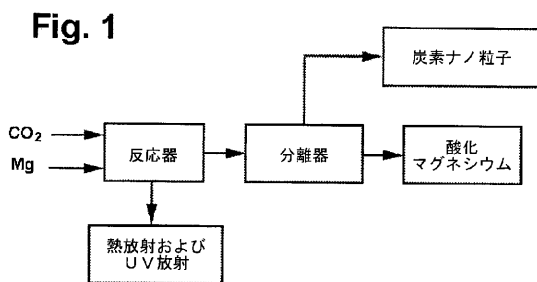 Fig. 1
炭素ナノ粒子
CO₂
Mg
反応器
分離器
酸化
マグネシウム
熱放射および
UV放射